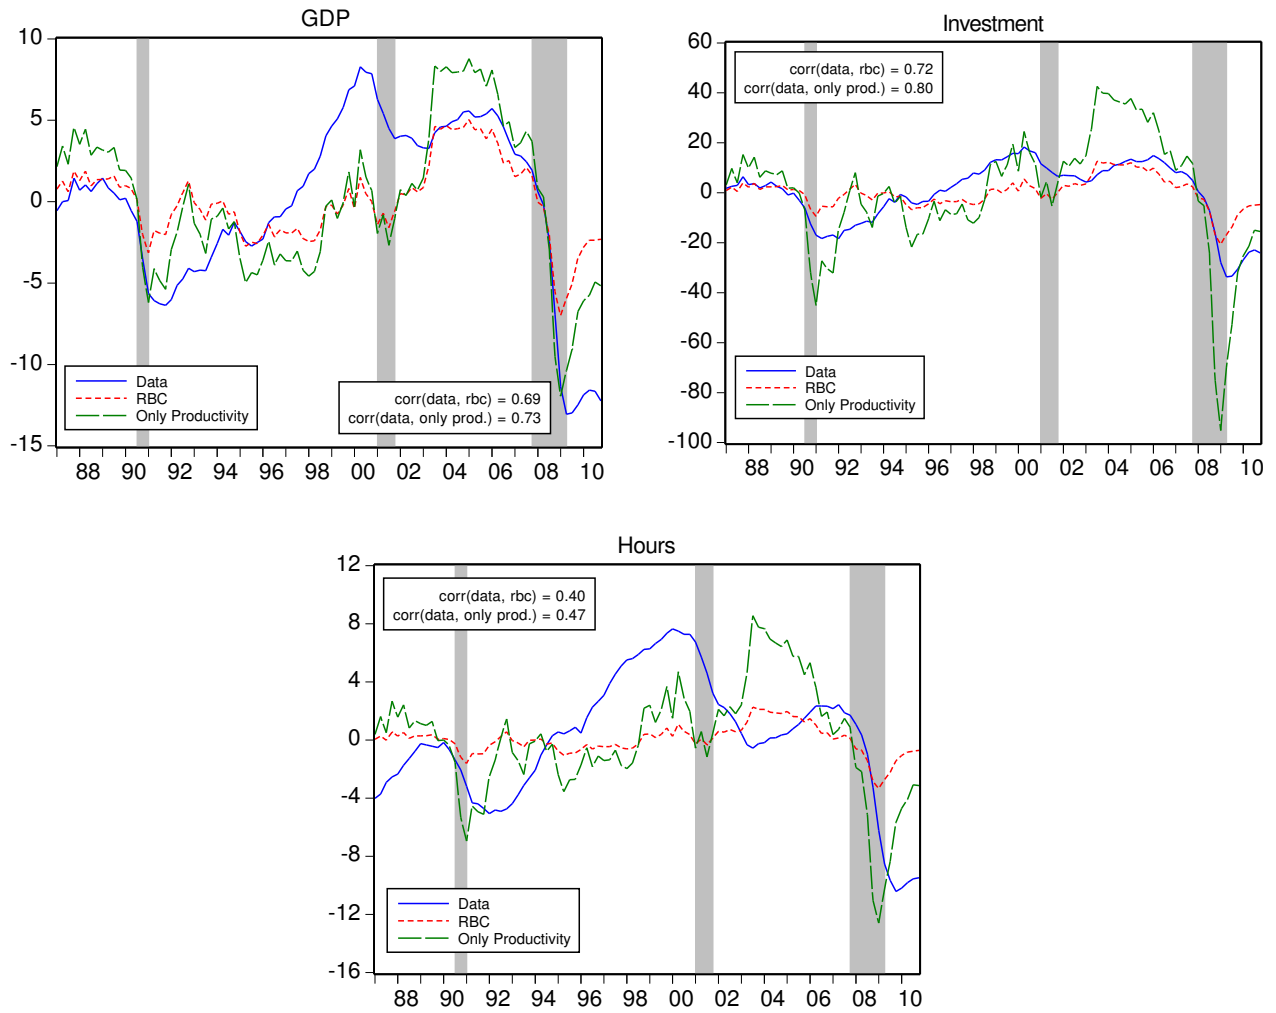 GDP
10
5
0
-5
-10
-15
Data
RBC
Only Productivity
corr(data, rbc) = 0.69
corr(data, only prod.) = 0.73
88 90 92 94 96 98 00 02 04 06 08 10
Investment
60
40
20
0
-20
-40
-60
-80
-100
corr(data, rbc) = 0.72
corr(data, only prod.) = 0.80
Data
RBC
Only Productivity
88 90 92 94 96 98 00 02 04 06 08 10
Hours
12
8
4
0
-4
-8
-12
-16
corr(data, rbc) = 0.40
corr(data, only prod.) = 0.47
Data
RBC
Only Productivity
88 90 92 94 96 98 00 02 04 06 08 10